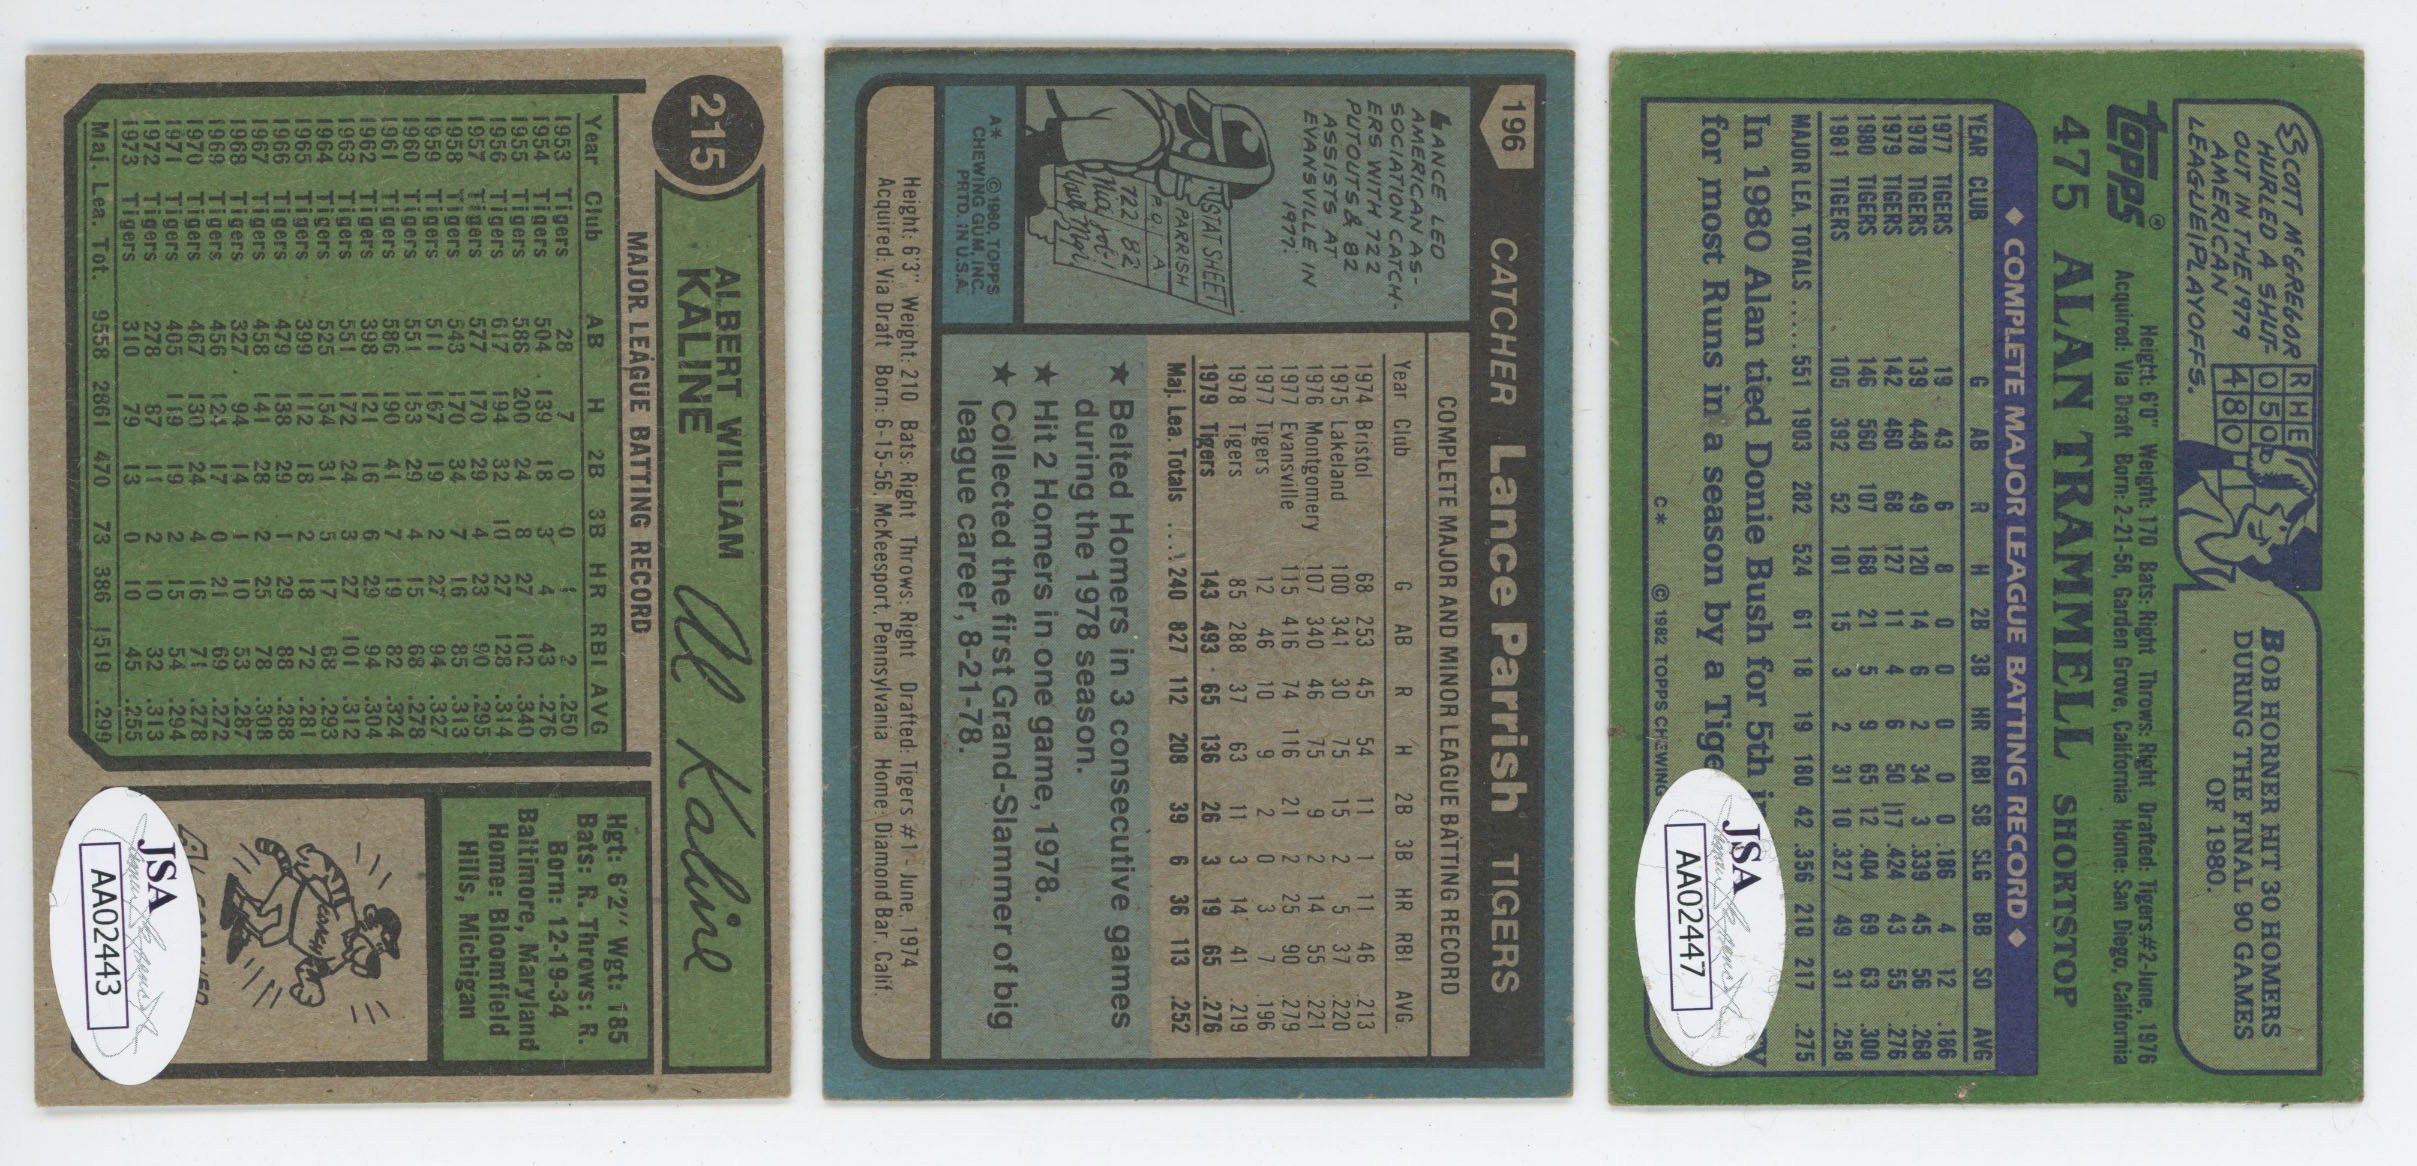 215
ALBERT WILLIAM
KALINE
Al Kaline
MAJOR LEAGUE BATTING RECORD
Year Club AB H 2B 3B HR RBI AVG
1953 Tigers 28 7 0 0 1 2 .250
1954 Tigers 504 139 18 3 4 43 .276
1955 Tigers 586 200 24 8 27 102 .340
1956 Tigers 617 194 32 10 27 128 .314
1957 Tigers 577 170 29 4 23 90 .295
1958 Tigers 543 170 34 7 16 85 .313
1959 Tigers 511 167 19 2 27 94 .327
1960 Tigers 551 153 29 4 15 68 .278
1961 Tigers 586 190 41 7 19 82 .324
1962 Tigers 398 121 16 6 29 94 .304
1963 Tigers 551 172 24 3 27 101 .312
1964 Tigers 525 154 31 5 17 68 .293
1965 Tigers 399 112 18 2 18 72 .281
1966 Tigers 479 138 29 1 29 88 .288
1967 Tigers 458 141 28 2 25 78 .308
1968 Tigers 327 94 14 1 10 53 .287
1969 Tigers 456 124 17 0 21 69 .272
1970 Tigers 467 130 24 4 16 71 .278
1971 Tigers 405 119 19 2 15 54 .294
1972 Tigers 278 87 11 2 10 32 .313
1973 Tigers 310 79 13 0 10 45 .255
Maj. Lea. Tot. 9558 2861 470 73 386 1519 .299
Hgt: 6'2" Wgt: 185
Bats: R. Throws: R.
Born: 12-19-34
Baltimore, Maryland
Home: Bloomfield
Hills, Michigan
JSA
AA02443
196
CATCHER Lance Parrish TIGERS
LANCE LED
AMERICAN AS-
SOCIATION CATCH-
ERS WITH 722
PUTOUTS & 82
ASSISTS AT
EVANSVILLE IN
1977.
STAT SHEET
PARRISH
P.O. A
722 82
A* © 1980 TOPPS
CHEWING GUM, INC.
PRTD. IN U.S.A.
COMPLETE MAJOR AND MINOR LEAGUE BATTING RECORD
Year Club G AB R H 2B 3B HR RBI AVG
1974 Bristol 68 253 45 54 11 1 11 46 .213
1975 Lakeland 100 341 30 75 15 2 5 37 .220
1976 Montgomery 107 340 46 75 9 2 14 55 .221
1977 Evansville 115 416 74 116 21 2 25 90 .279
1977 Tigers 12 46 10 9 2 0 3 7 .196
1978 Tigers 85 288 37 63 11 3 14 41 .219
1979 Tigers 143 493 65 136 26 3 19 65 .276
Maj. Lea. Totals .... 240 827 112 208 39 6 36 113 .252
★ Belted Homers in 3 consecutive games
during the 1978 season.
★ Hit 2 Homers in one game, 1978.
★ Collected the first Grand-Slammer of big
league career, 8-21-78.
Height: 6'3" Weight: 210 Bats: Right Throws: Right Drafted: Tigers #1 - June, 1974
Acquired: Via Draft Born: 6-15-56, McKeesport, Pennsylvania Home: Diamond Bar, Calif.
SCOTT McGREGOR
HURLED A SHUT-
OUT IN THE 1979
AMERICAN
LEAGUE PLAYOFFS.
R H E
0 5 0
4 8 0
BOB HORNER HIT 30 HOMERS
DURING THE FINAL 90 GAMES
OF 1980.
Topps®
Height: 6'0" Weight: 170 Bats: Right Throws: Right Drafted: Tigers #2-June, 1976
Acquired: Via Draft Born: 2-21-58, Garden Grove, California Home: San Diego, California
475 ALAN TRAMMELL SHORTSTOP
◆ COMPLETE MAJOR LEAGUE BATTING RECORD ◆
YEAR CLUB G AB R H 2B 3B HR RBI SB SLG BB SO AVG
1977 TIGERS 19 43 6 8 0 0 0 0 0 .186 4 12 .186
1978 TIGERS 139 448 49 120 14 6 2 34 3 .339 45 56 .268
1979 TIGERS 142 460 68 127 11 4 6 50 17 .424 43 55 .276
1980 TIGERS 146 560 107 168 21 5 9 65 12 .404 69 63 .300
1981 TIGERS 105 392 52 101 15 3 2 31 10 .327 49 31 .258
MAJOR LEA. TOTALS ..... 551 1903 282 524 61 18 19 180 42 .356 210 217 .275
In 1980 Alan tied Donie Bush for 5th in
for most Runs in a season by a Tige
C* © 1982 TOPPS CHEWING
JSA
AA02447